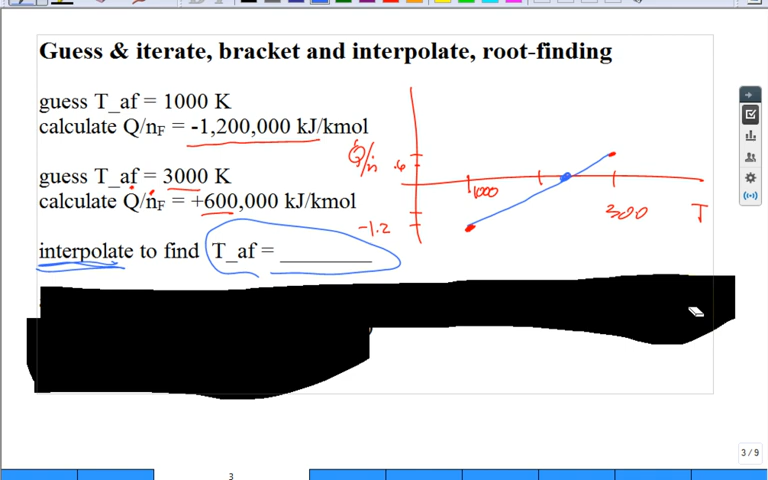 Guess & iterate, bracket and interpolate, root-finding
guess T_af = 1000 K
calculate Q/nF = -1,200,000 kJ/kmol
guess T_af = 3000 K
calculate Q/nF = +600,000 kJ/kmol
interpolate to find T_af = ________
Q/n
.6
-1.2
1000
300
T
3 / 9
3